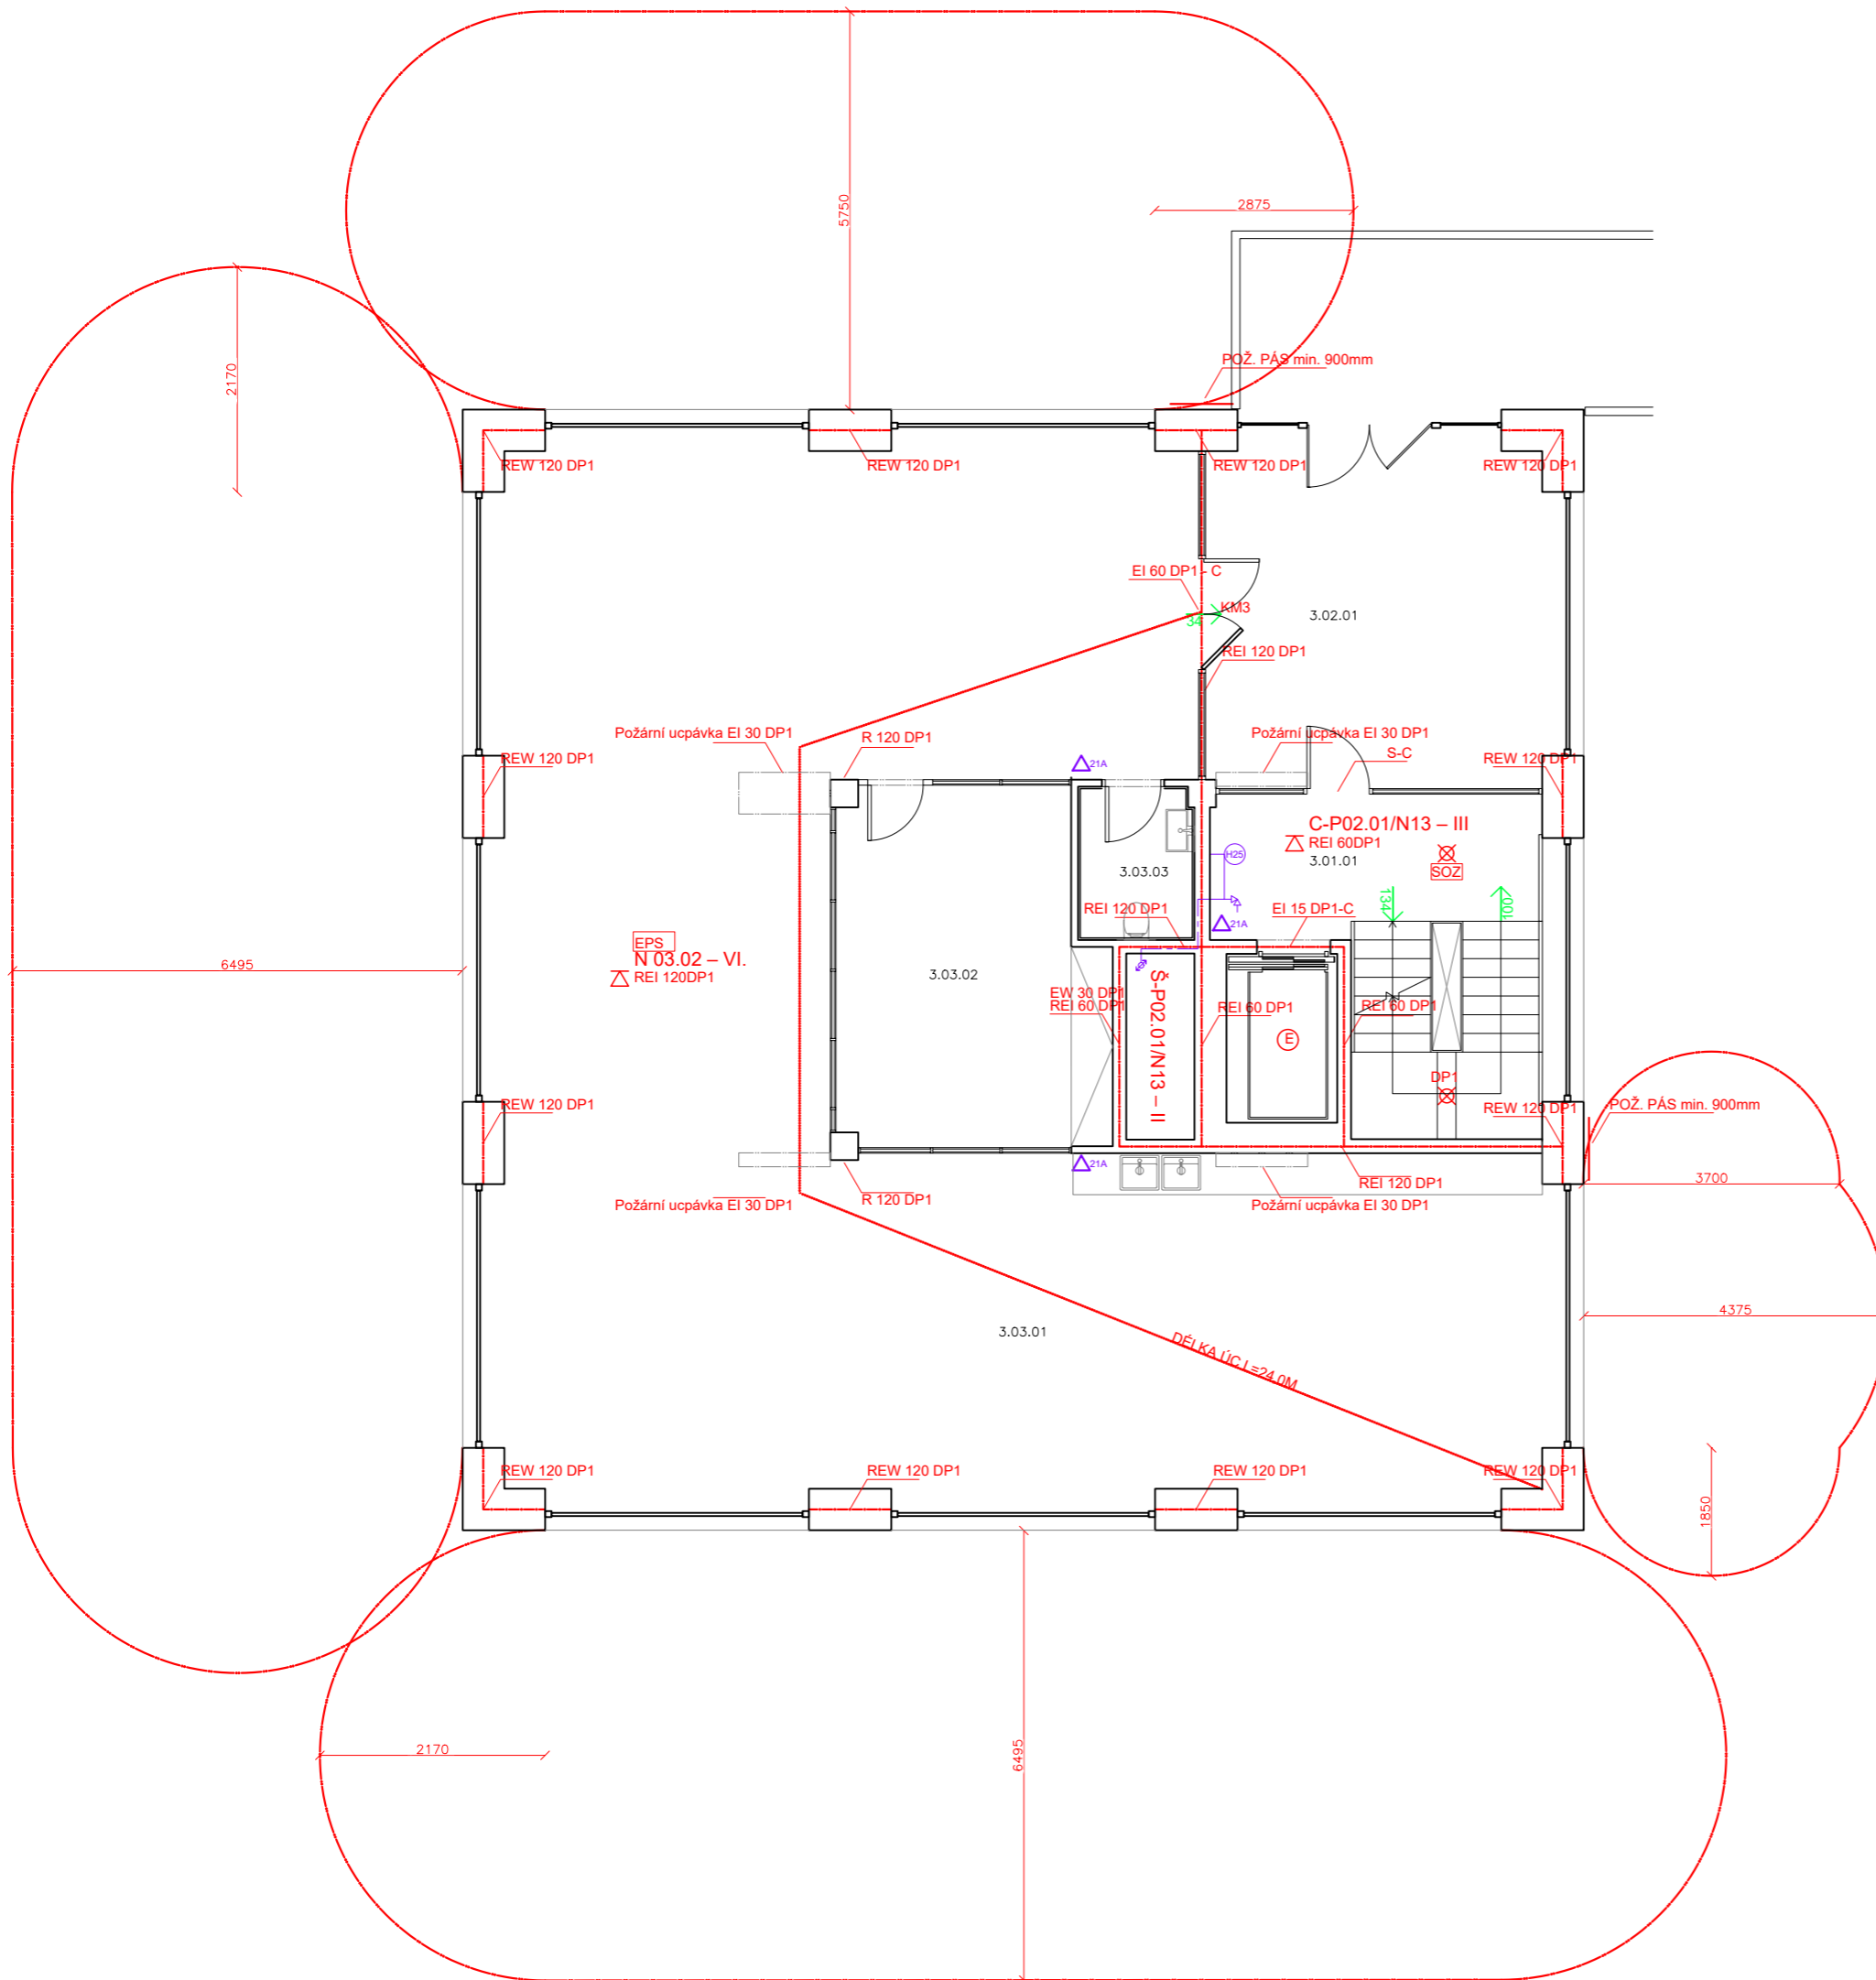 5750
2875
2170
POŽ. PÁS min. 900mm
REW 120 DP1
REW 120 DP1
REW 120 DP1
REW 120 DP1
EI 60 DP1 - C
34
KM3
3.02.01
REI 120 DP1
Požární ucpávka EI 30 DP1
R 120 DP1
Požární ucpávka EI 30 DP1
S-C
REW 120 DP1
REW 120 DP1
21A
C-P02.01/N13 – III
REI 60DP1
3.01.01
SOZ
H25
3.03.03
REI 120 DP1
21A
EI 15 DP1-C
134
100
EPS
N 03.02 – VI.
REI 120DP1
6495
3.03.02
Š-P02.01/N13 – II
EW 30 DP1
REI 60 DP1
REI 60 DP1
REI 60 DP1
E
DP1
REW 120 DP1
REW 120 DP1
POŽ. PÁS min. 900mm
21A
3700
REI 120 DP1
Požární ucpávka EI 30 DP1
R 120 DP1
Požární ucpávka EI 30 DP1
4375
3.03.01
DÉLKA ÚC L=24,0M
REW 120 DP1
REW 120 DP1
REW 120 DP1
REW 120 DP1
1850
2170
6495